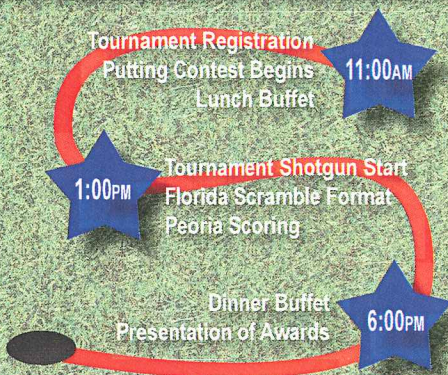 Tournament Registration
Putting Contest Begins
Lunch Buffet
11:00AM
1:00PM
Tournament Shotgun Start
Florida Scramble Format
Peoria Scoring
Dinner Buffet
Presentation of Awards
6:00PM